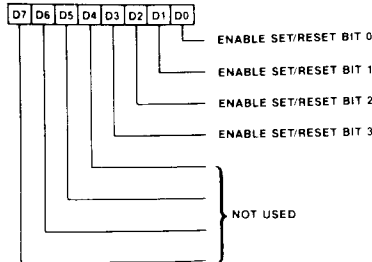 D7 D6 D5 D4 D3 D2 D1 D0
ENABLE SET/RESET BIT 0
ENABLE SET/RESET BIT 1
ENABLE SET/RESET BIT 2
ENABLE SET/RESET BIT 3
NOT USED